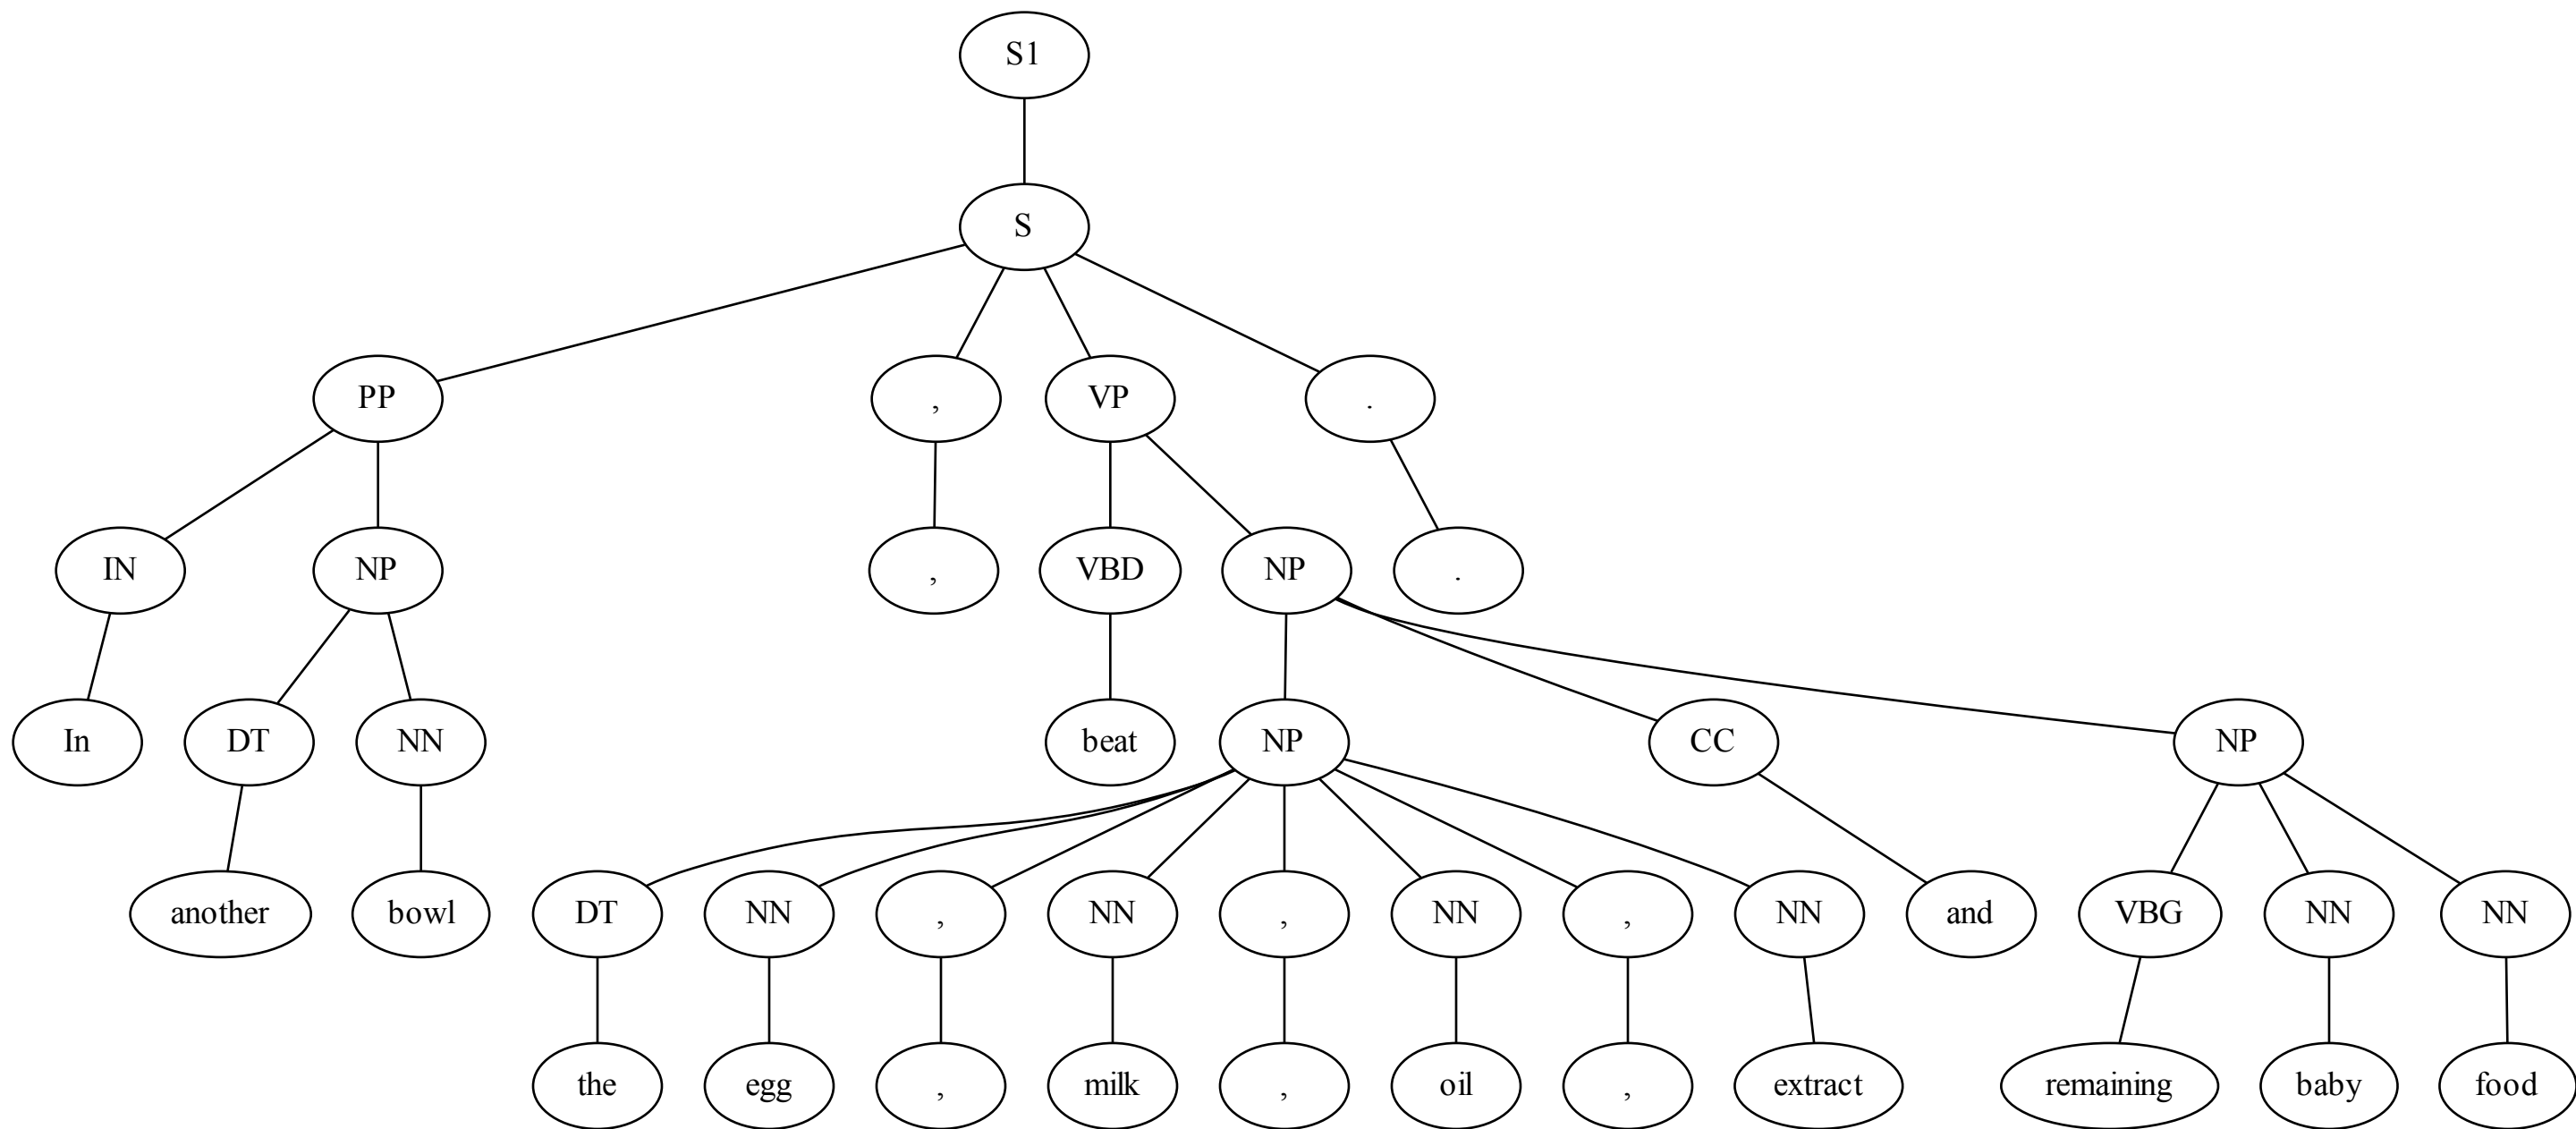 S1
S
PP , VP .
IN NP , VBD NP .
In DT NN beat NP CC NP
another bowl DT NN , NN , NN , NN and VBG NN NN
the egg , milk , oil , extract remaining baby food